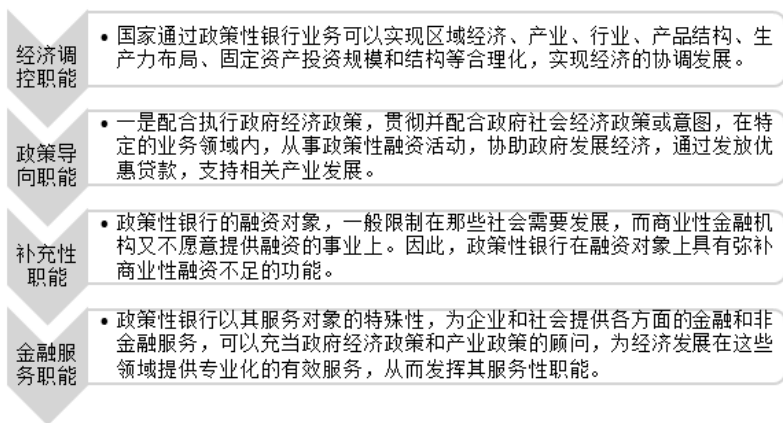 经济调
控职能
• 国家通过政策性银行业务可以实现区域经济、产业、行业、产品结构、生
产力布局、固定资产投资规模和结构等合理化，实现经济的协调发展。
政策导
向职能
• 一是配合执行政府经济政策，贯彻并配合政府社会经济政策或意图，在特
定的业务领域内，从事政策性融资活动，协助政府发展经济，通过发放优
惠贷款，支持相关产业发展。
补充性
职能
• 政策性银行的融资对象，一般限制在那些社会需要发展，而商业性金融机
构又不愿意提供融资的事业上。因此，政策性银行在融资对象上具有弥补
商业性融资不足的功能。
金融服
务职能
• 政策性银行以其服务对象的特殊性，为企业和社会提供各方面的金融和非
金融服务，可以充当政府经济政策和产业政策的顾问，为经济发展在这些
领域提供专业化的有效服务，从而发挥其服务性职能。